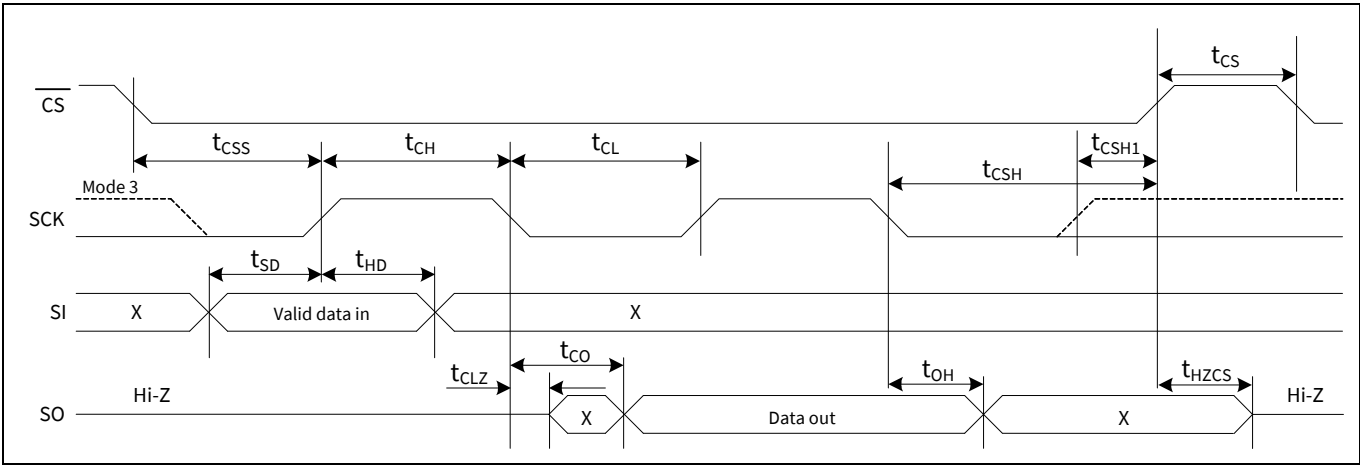 tCS
CS
tCSS
tCH
tCL
tCSH1
tCSH
Mode 3
SCK
tSD
tHD
SI
X
Valid data in
X
tCO
tCLZ
tOH
tHZCS
Hi-Z
Hi-Z
SO
X
Data out
X